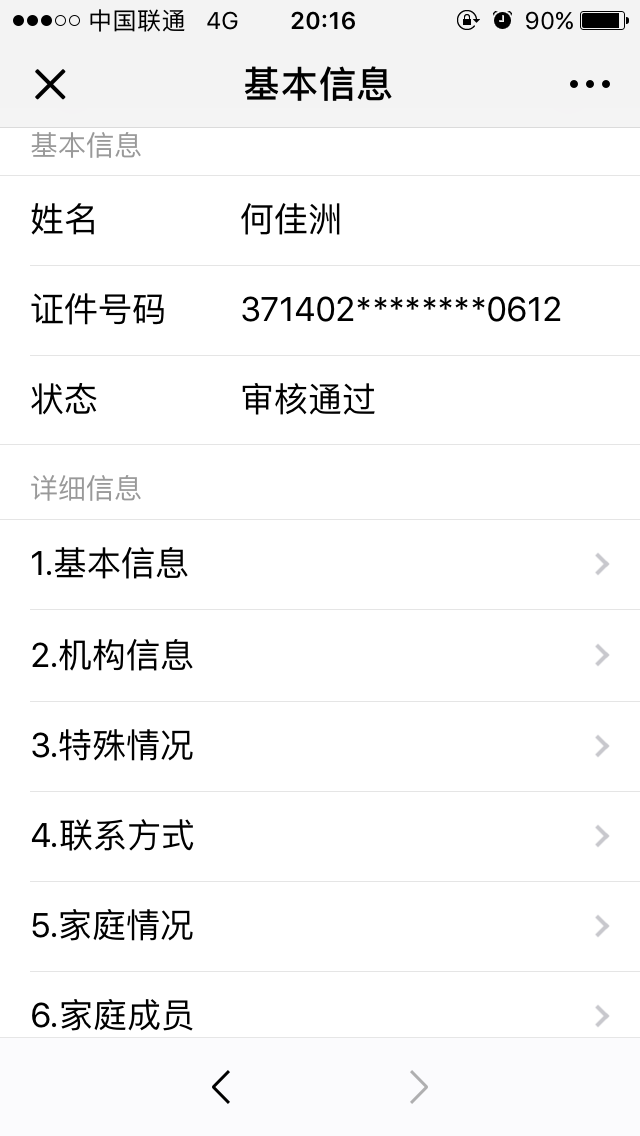 中国联通 4G 20:16 90%
基本信息
基本信息
姓名 何佳洲
证件号码 371402********0612
状态 审核通过
详细信息
1.基本信息
2.机构信息
3.特殊情况
4.联系方式
5.家庭情况
6.家庭成员